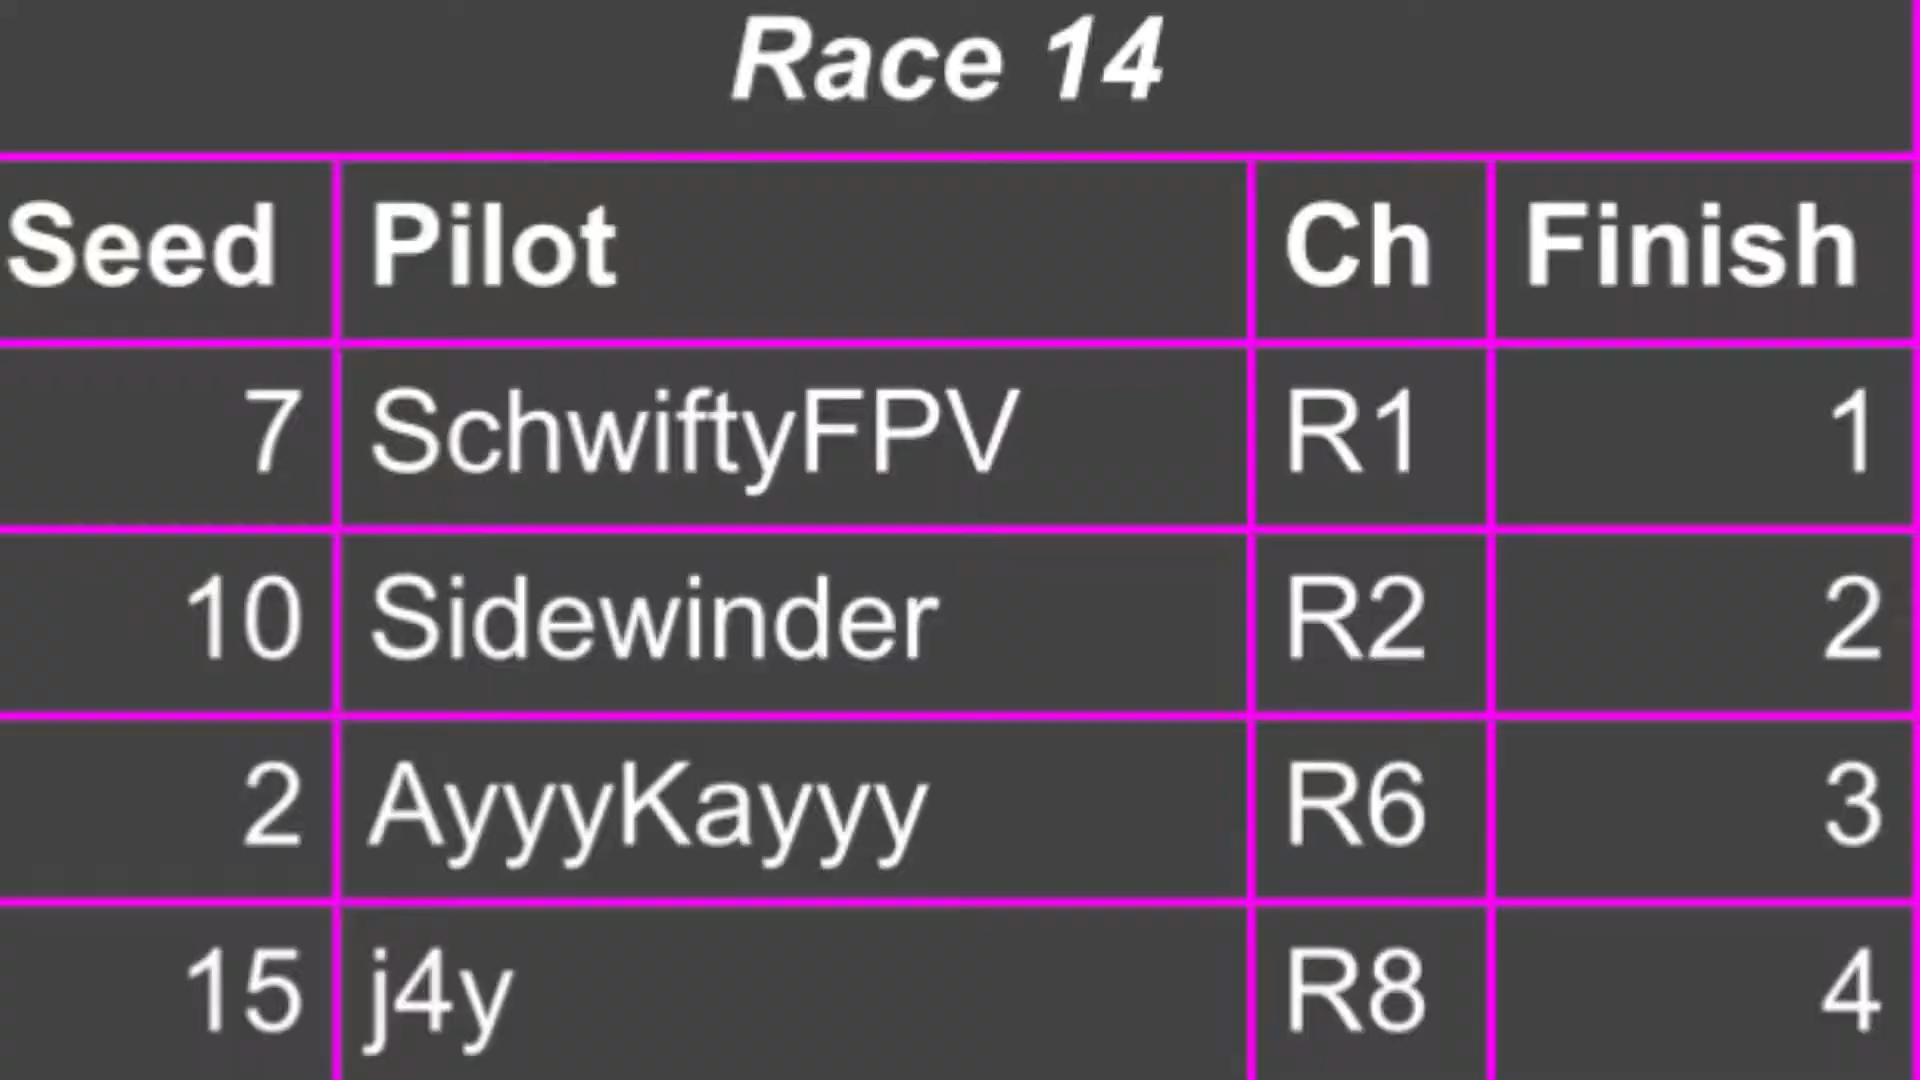 Race 14
Seed Pilot Ch Finish
7 SchwiftyFPV R1 1
10 Sidewinder R2 2
2 AyyyKayyy R6 3
15 j4y R8 4